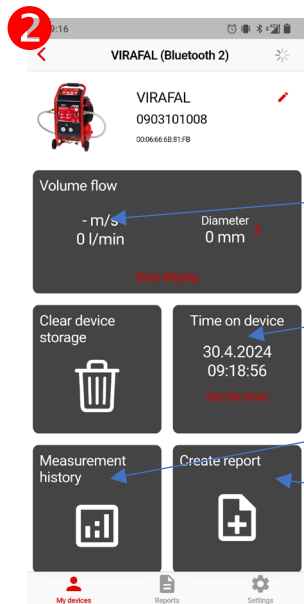 2
9:16
VIRAFAL (Bluetooth 2)
VIRAFAL
0903101008
00:06:66:6B:81:FB
Volume flow
- m/s
0 l/min
Diameter
0 mm
Stop display
Clear device
storage
Time on device
30.4.2024
09:18:56
Set the time
Measurement
history
Create report
My devices
Reports
Settings